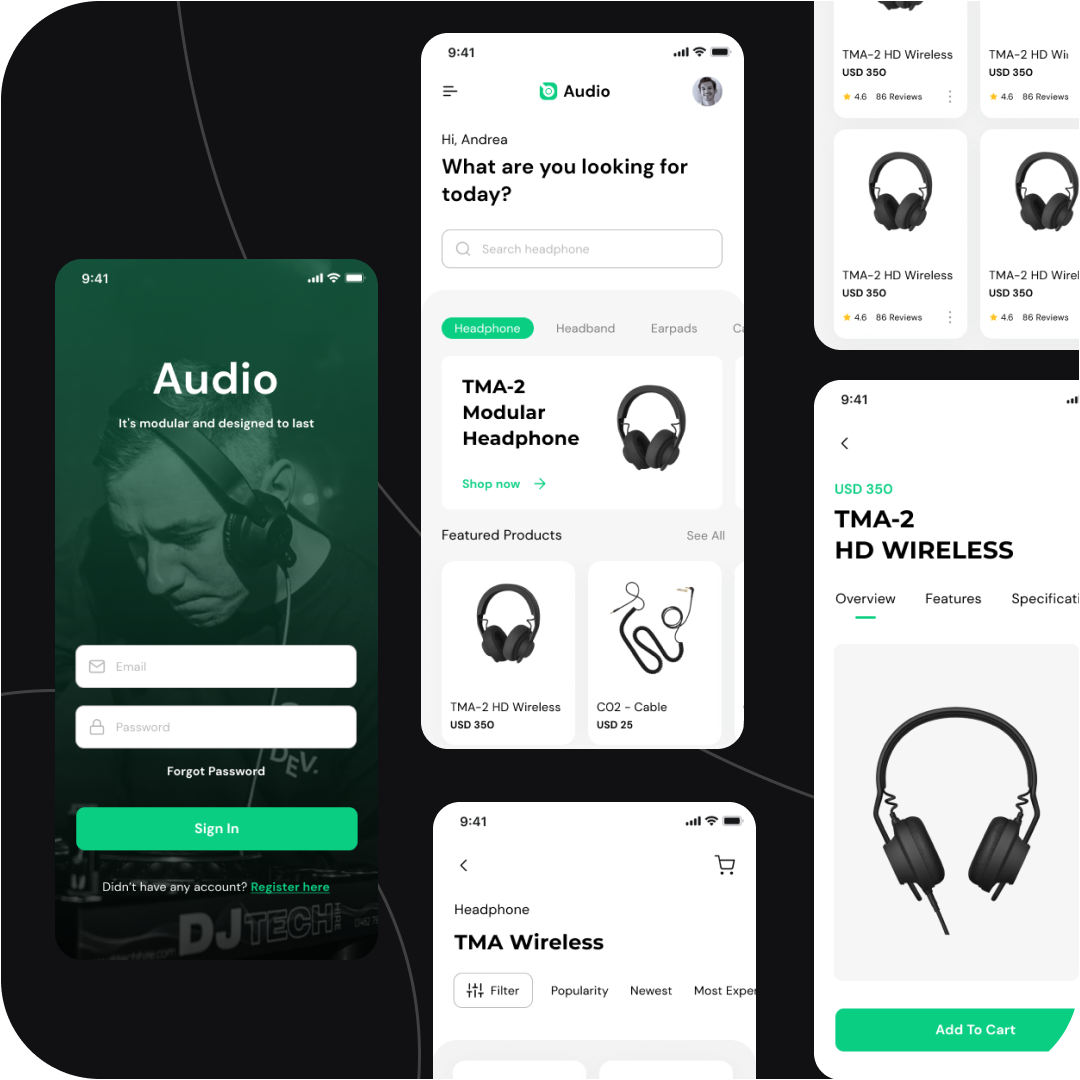 9:41
Audio
It's modular and designed to last
Email
Password
DEV.
Forgot Password
Sign In
Didn't have any account? Register here
DJTECH
HIRE
9:41
Audio
Hi, Andrea
What are you looking for
today?
Search headphone
Headphone Headband Earpads Ca
TMA-2
Modular
Headphone
Shop now
Featured Products See All
TMA-2 HD Wireless
USD 350
C02 - Cable
USD 25
9:41
Headphone
TMA Wireless
Filter Popularity Newest Most Exper
TMA-2 HD Wireless TMA-2 HD Wi
USD 350 USD 350
4.6 86 Reviews 4.6 86 Reviews
TMA-2 HD Wireless TMA-2 HD Wirel
USD 350 USD 350
4.6 86 Reviews 4.6 86 Reviews
9:41
USD 350
TMA-2
HD WIRELESS
Overview Features Specificati
Add To Cart